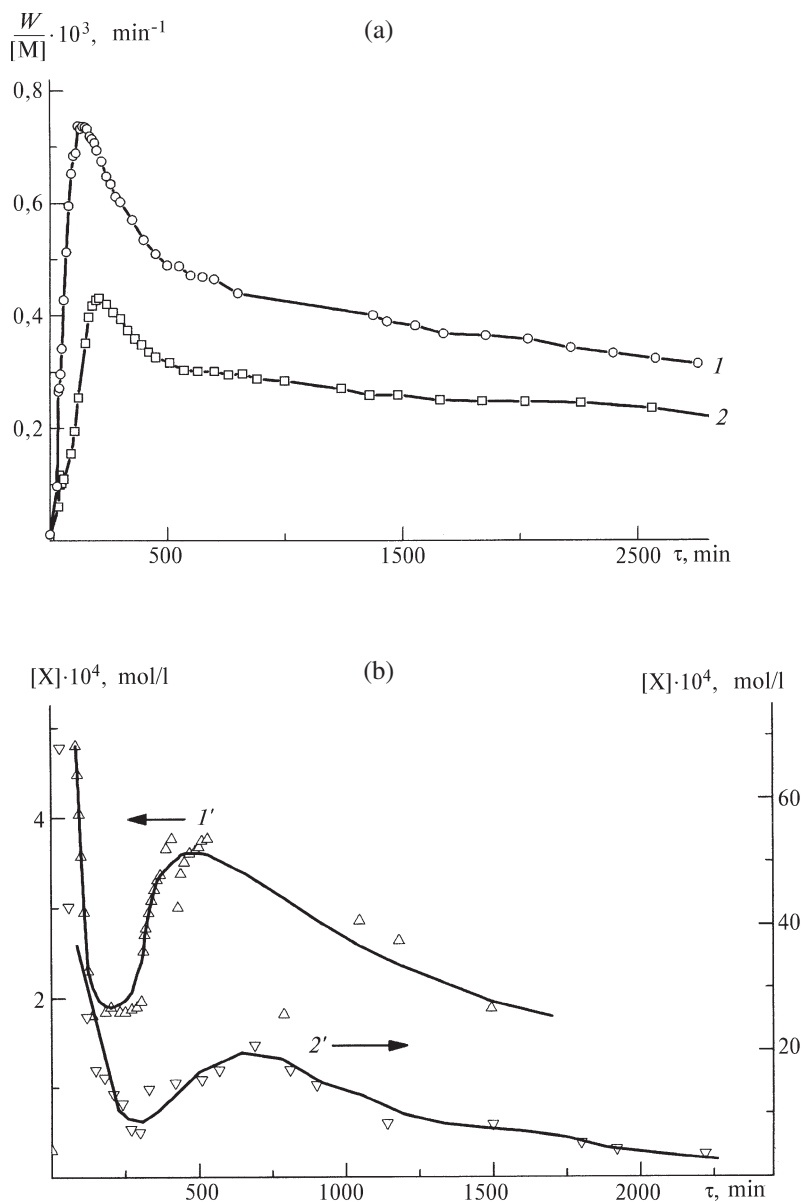 (a)
W/[M]·10³, min⁻¹
0,8
0,6
0,4
0,2
1
2
500
1500
2500
τ, min
(b)
[X]·10⁴, mol/l
[X]·10⁴, mol/l
4
2
60
40
20
1'
2'
500
1000
1500
2000
τ, min